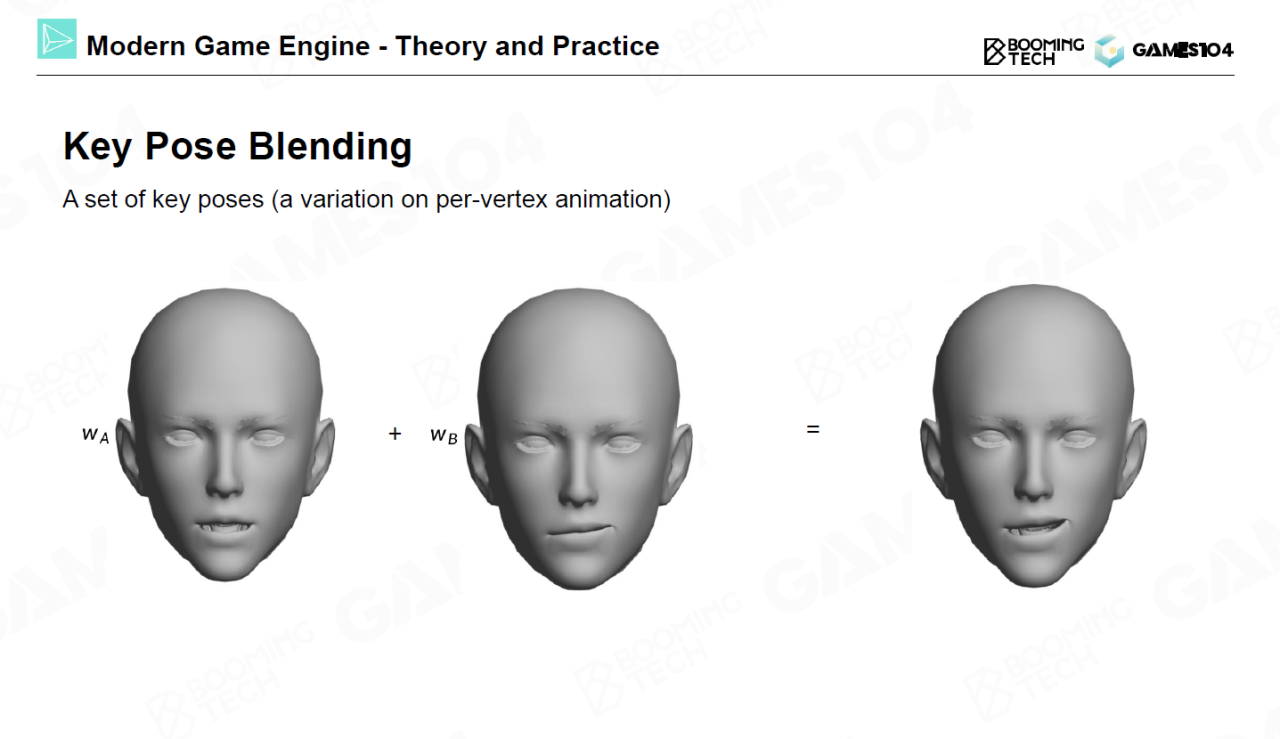 Modern Game Engine - Theory and Practice
BOOMING
TECH
GAMES104
Key Pose Blending
A set of key poses (a variation on per-vertex animation)
w_A + w_B =